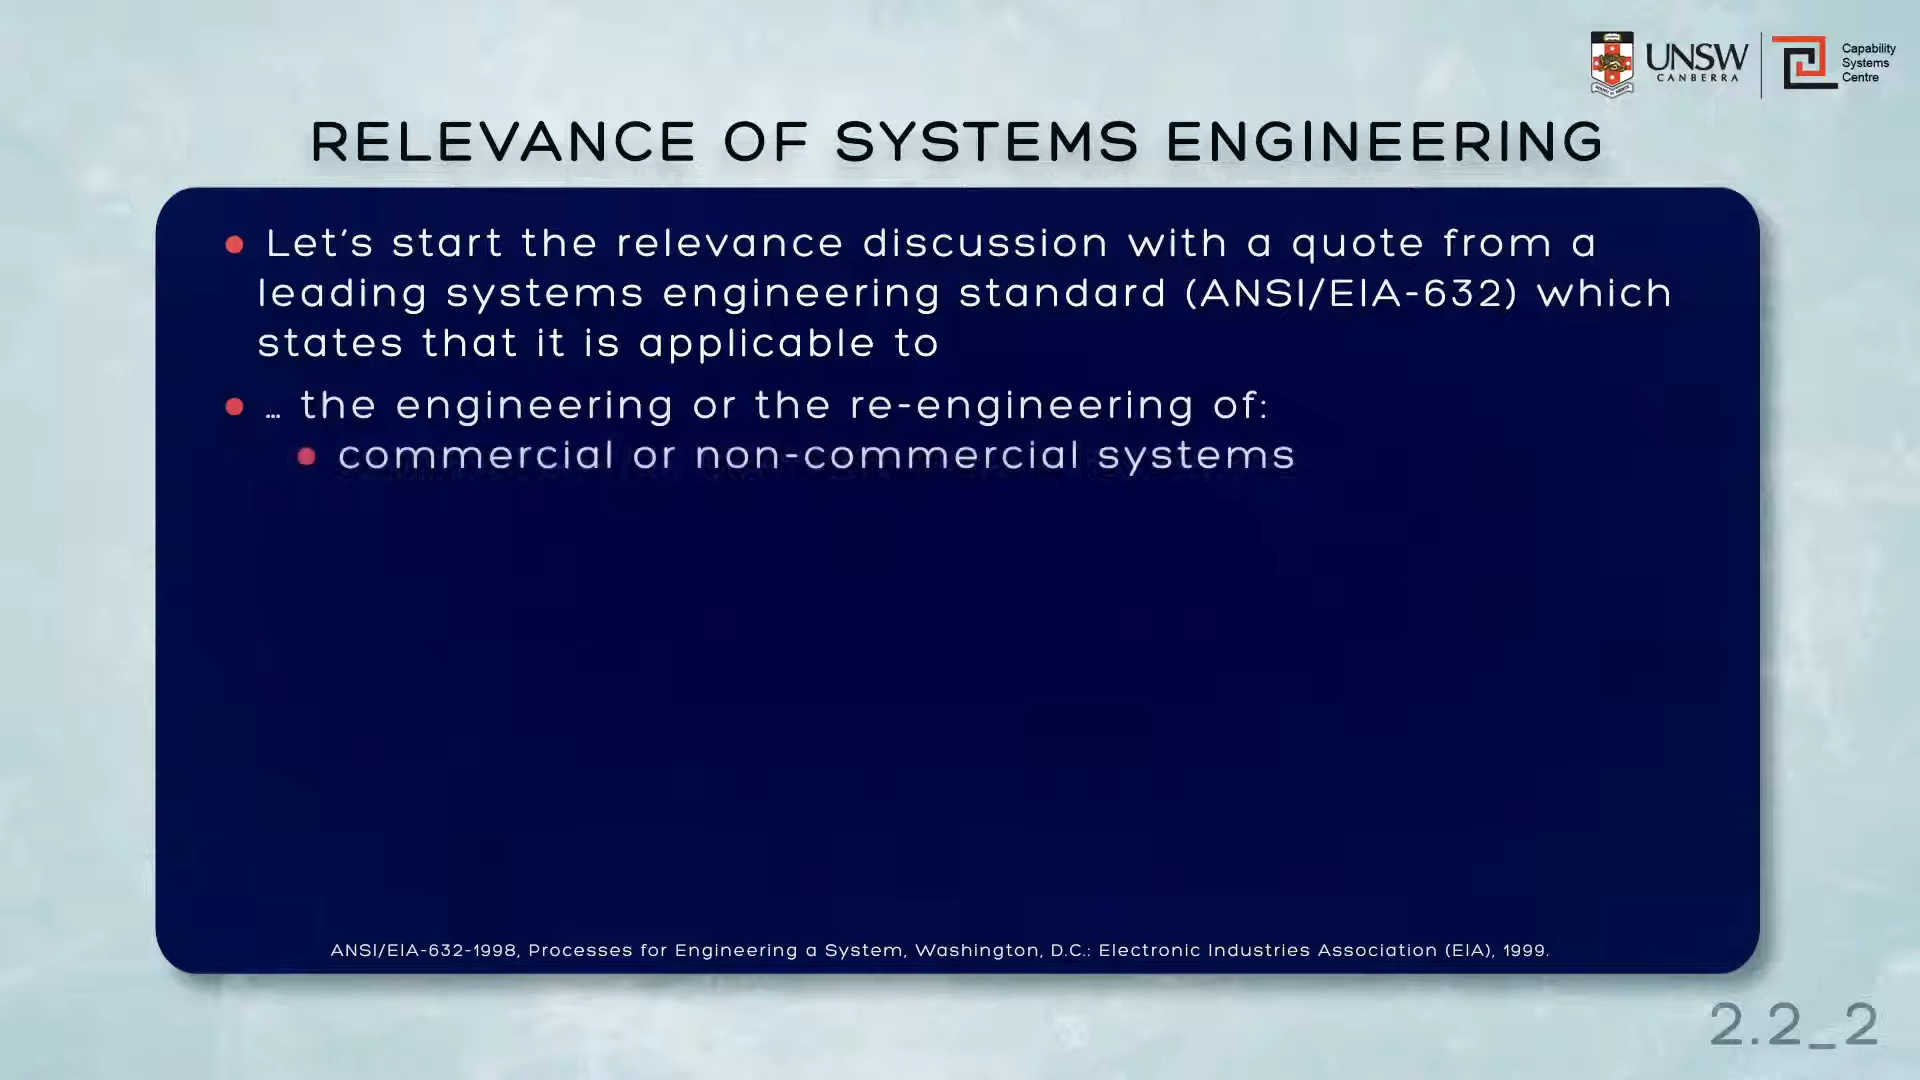 UNSW
CANBERRA
Capability
Systems
Centre
RELEVANCE OF SYSTEMS ENGINEERING
• Let's start the relevance discussion with a quote from a
leading systems engineering standard (ANSI/EIA-632) which
states that it is applicable to
• … the engineering or the re-engineering of:
• commercial or non-commercial systems
ANSI/EIA-632-1998, Processes for Engineering a System, Washington, D.C.: Electronic Industries Association (EIA), 1999.
2.2_2